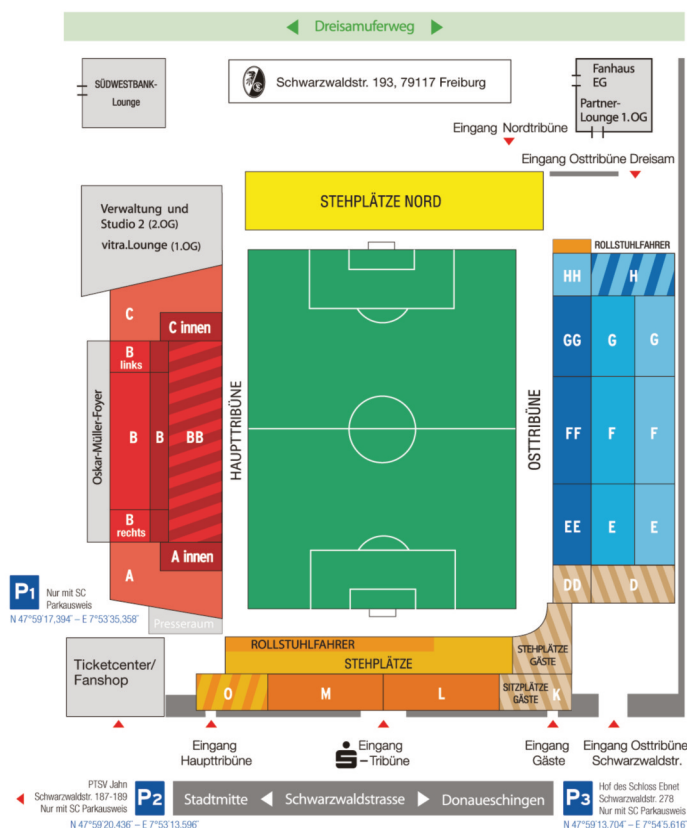 Dreisamuferweg
SÜDWESTBANK-
Lounge
Schwarzwaldstr. 193, 79117 Freiburg
Fanhaus
EG
Partner-
Lounge 1.OG
Eingang Nordtribüne
Eingang Osttribüne Dreisam
Verwaltung und
Studio 2 (2.OG)
vitra.Lounge (1.OG)
STEHPLÄTZE NORD
ROLLSTUHLFAHRER
HH
H
C
C innen
B
links
GG
G
G
Oskar-Müller-Foyer
B
B
BB
HAUPTTRIBÜNE
OSTTRIBÜNE
FF
F
F
B
rechts
EE
E
E
A innen
A
DD
D
P1
Nur mit SC
Parkausweis
N 47°59´17,394˝ – E 7°53´35,358˝
Presseraum
Ticketcenter/
Fanshop
ROLLSTUHLFAHRER
STEHPLÄTZE
STEHPLÄTZE
GÄSTE
O
M
L
SITZPLÄTZE
GÄSTE
K
Eingang
Haupttribüne
Eingang
S-Tribüne
Eingang
Gäste
Eingang Osttribüne
Schwarzwaldstr.
PTSV Jahn
Schwarzwaldstr. 187-189
Nur mit SC Parkausweis
P2
N 47°59´20,436˝ – E 7°53´13,596˝
Stadtmitte
Schwarzwaldstrasse
Donaueschingen
P3
Hof des Schloss Ebnet
Schwarzwaldstr. 278
Nur mit SC Parkausweis
N 47°59´13,704˝ – E 7°54´5,616˝